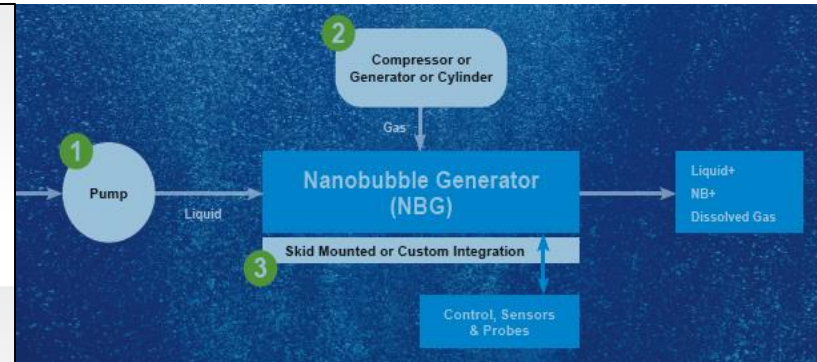 2
Compressor or
Generator or Cylinder
Gas
1
Pump
Liquid
Nanobubble Generator
(NBG)
Liquid+
NB+
Dissolved Gas
3
Skid Mounted or Custom Integration
Control, Sensors
& Probes